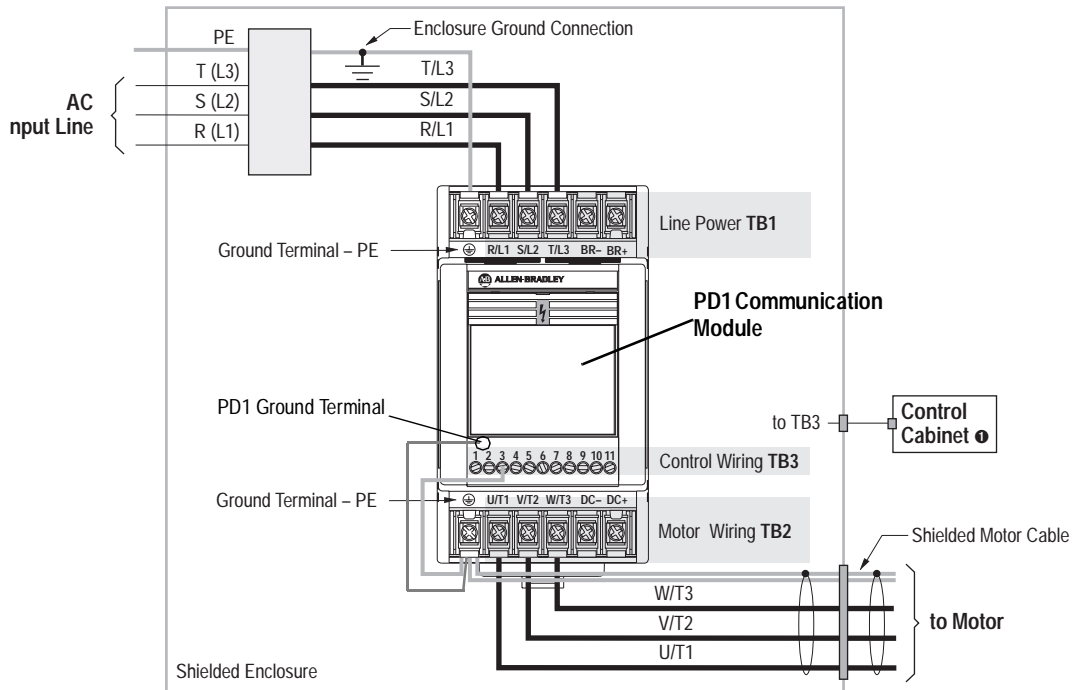 Enclosure Ground Connection
PE
T (L3)
S (L2)
R (L1)
AC
nput Line
T/L3
S/L2
R/L1
Line Power TB1
Ground Terminal – PE
R/L1 S/L2 T/L3 BR– BR+
AB ALLEN-BRADLEY
PD1 Communication
Module
PD1 Ground Terminal
to TB3
Control
Cabinet ❶
1 2 3 4 5 6 7 8 9 10 11
Control Wiring TB3
Ground Terminal – PE
U/T1 V/T2 W/T3 DC– DC+
Motor Wiring TB2
Shielded Motor Cable
W/T3
V/T2
U/T1
to Motor
Shielded Enclosure